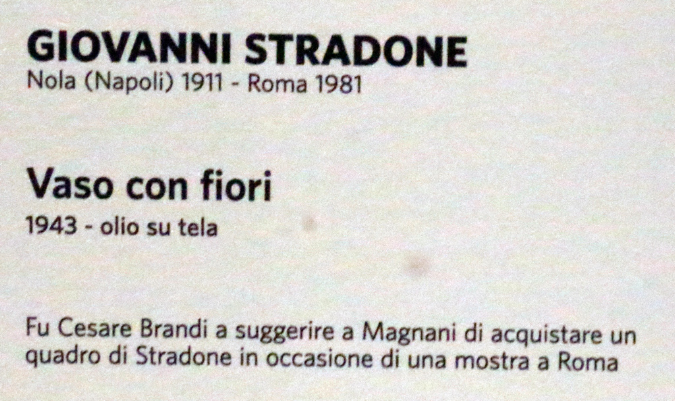 GIOVANNI STRADONE
Nola (Napoli) 1911 - Roma 1981
Vaso con fiori
1943 - olio su tela
Fu Cesare Brandi a suggerire a Magnani di acquistare un
quadro di Stradone in occasione di una mostra a Roma